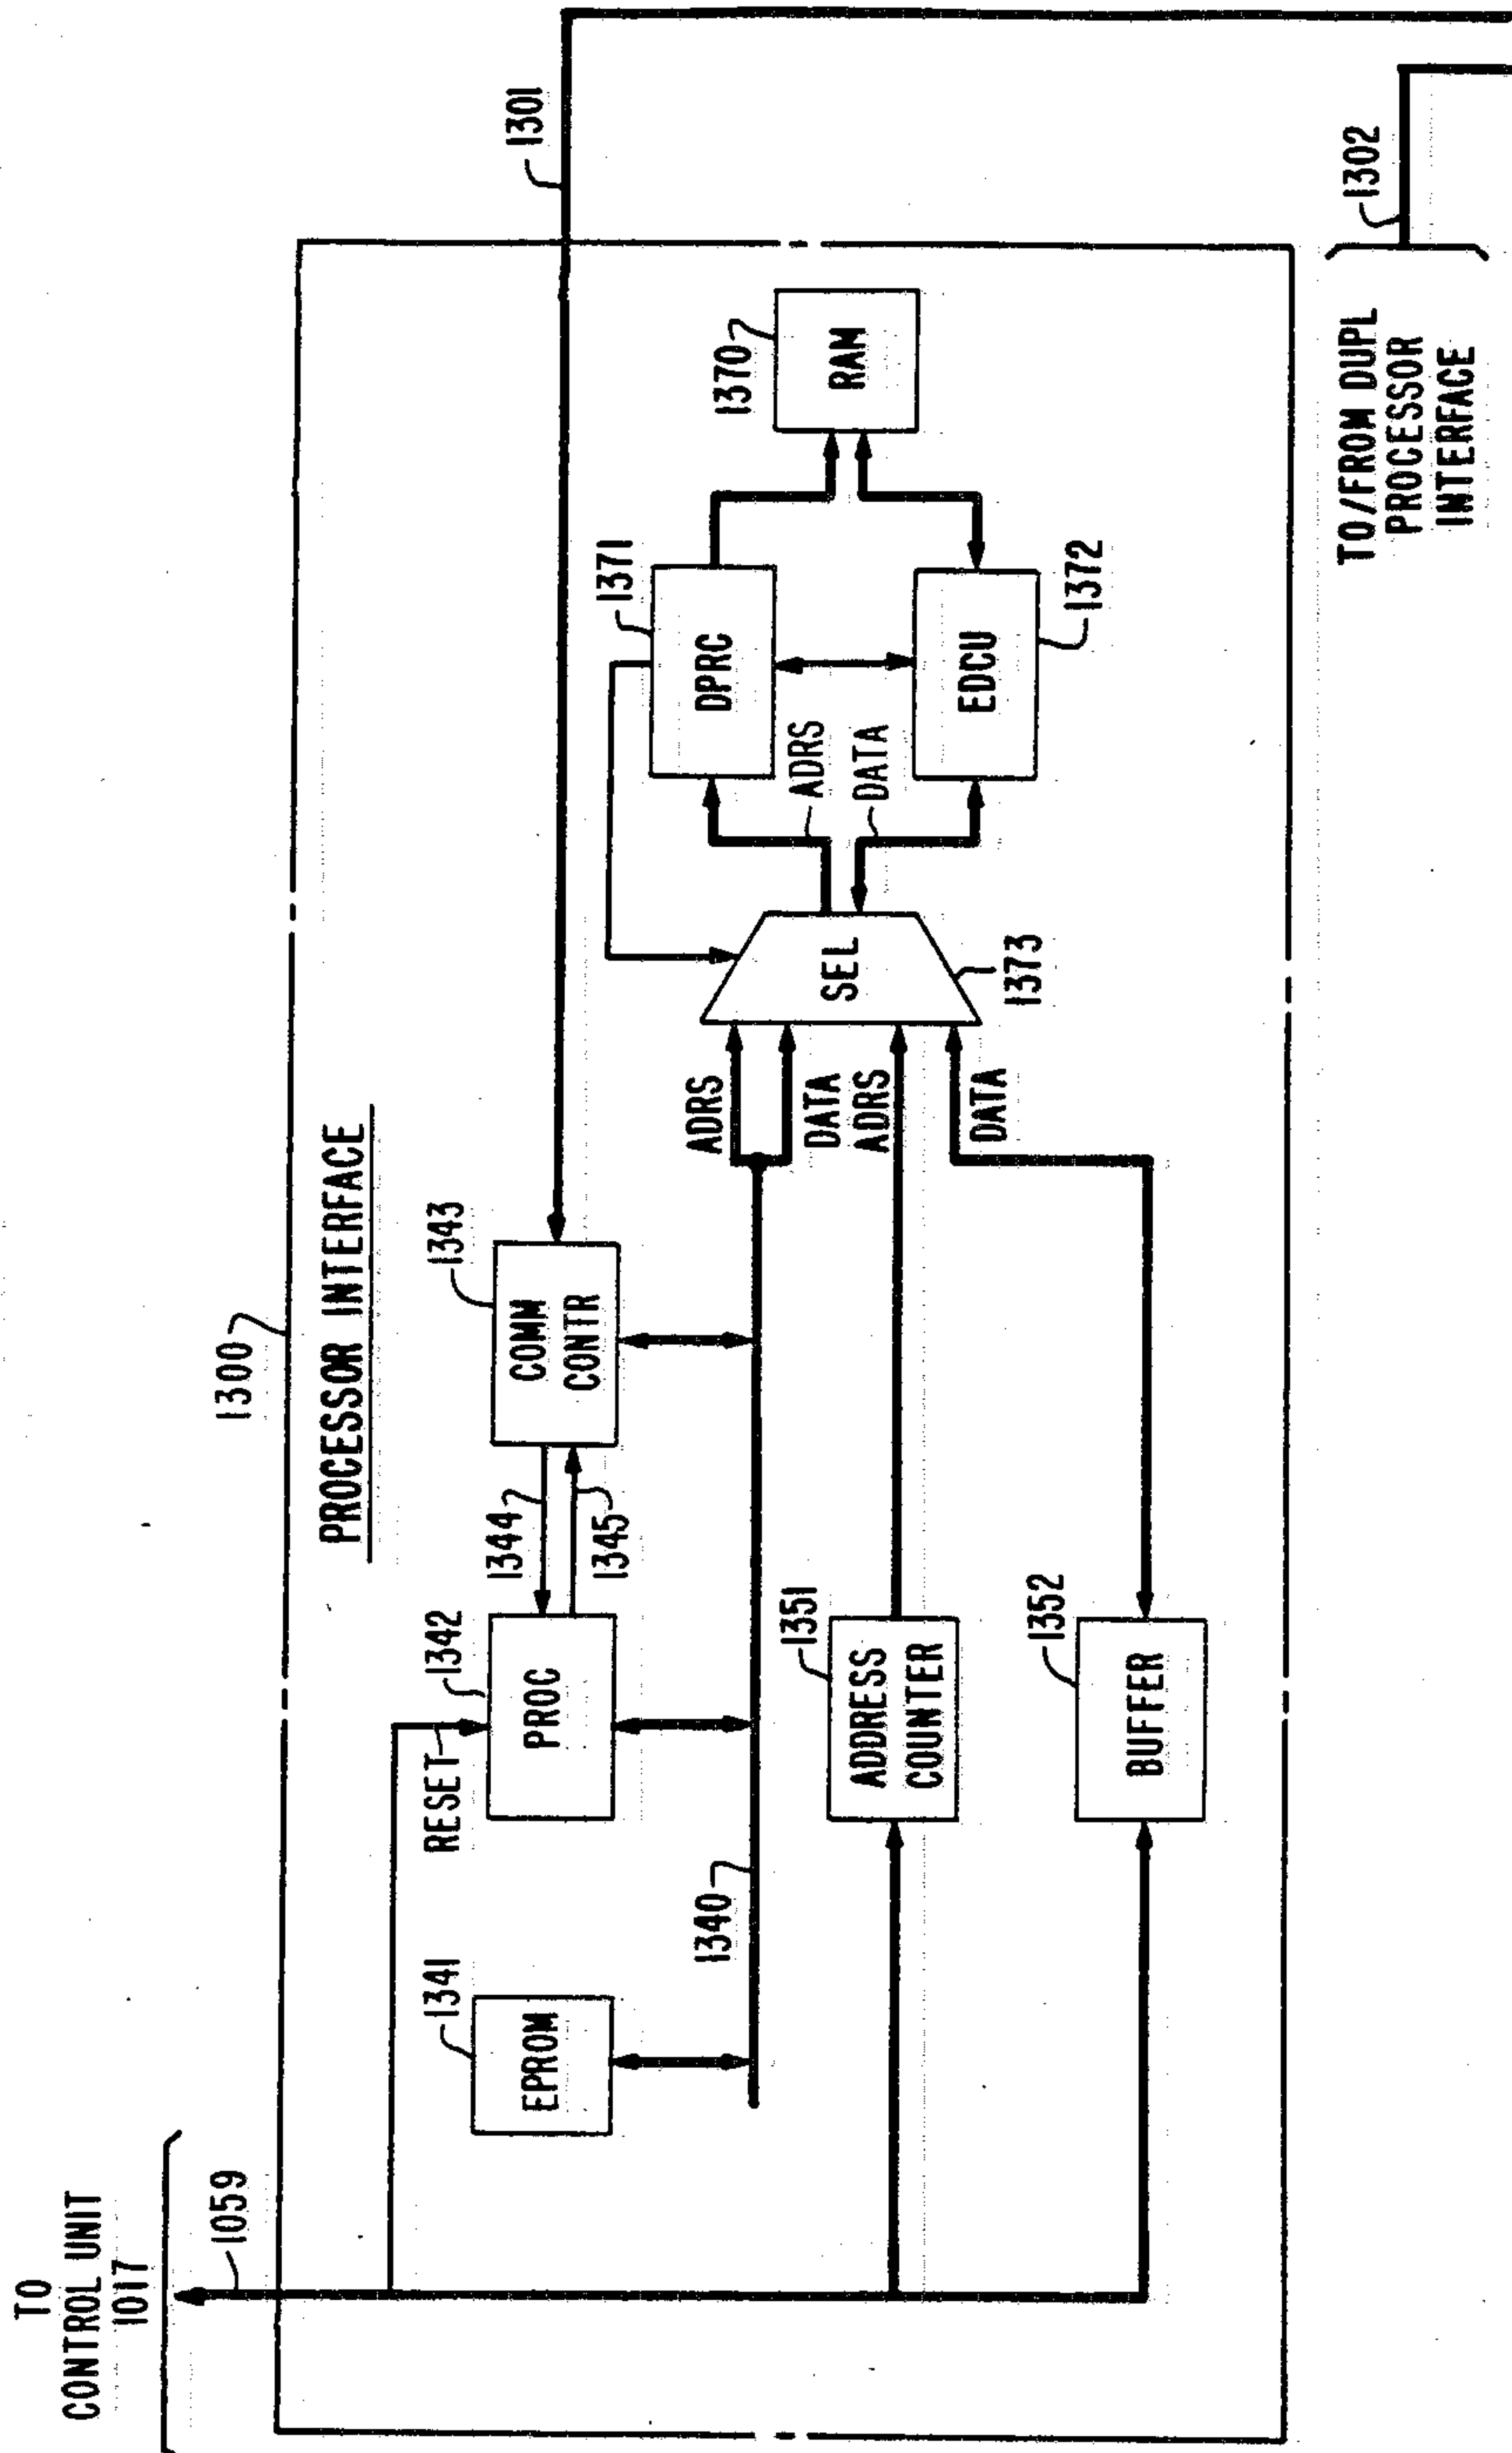 TO
CONTROL UNIT
1017
1059
1300
PROCESSOR INTERFACE
1301
1341
EPROM
RESET
1342
PROC
1344
1345
1343
COMM
CONTR
1340
ADRS
DATA
ADRS
DATA
1351
ADDRESS
COUNTER
1352
BUFFER
SEL
1373
ADRS
DATA
1371
DPRC
EDCU
1372
1370
RAM
TO/FROM DUPL
PROCESSOR
INTERFACE
1302